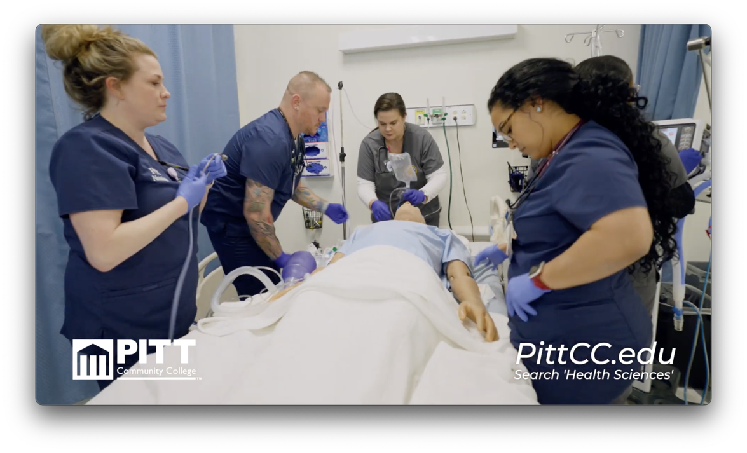 PITT
Community College
PittCC.edu
Search 'Health Sciences'